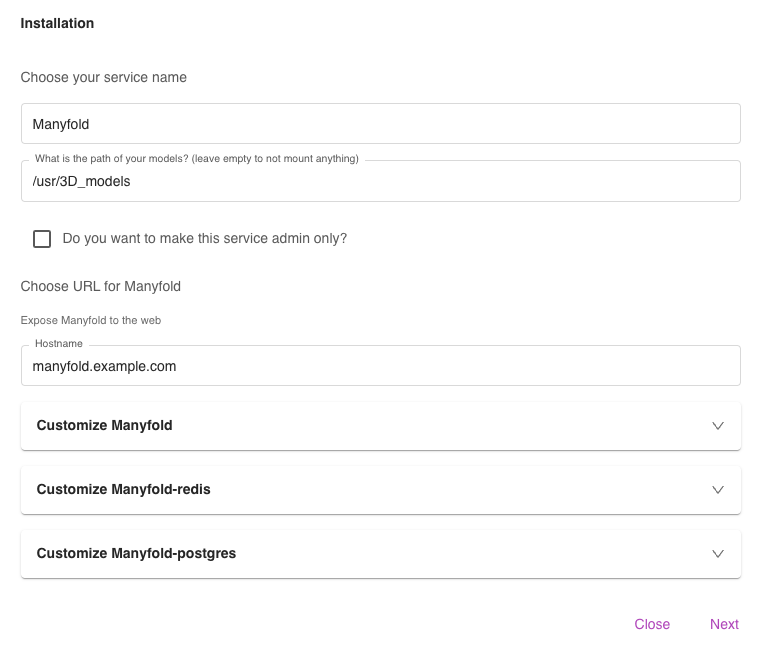 Installation
Choose your service name
Manyfold
What is the path of your models? (leave empty to not mount anything)
/usr/3D_models
Do you want to make this service admin only?
Choose URL for Manyfold
Expose Manyfold to the web
Hostname
manyfold.example.com
Customize Manyfold
Customize Manyfold-redis
Customize Manyfold-postgres
Close Next